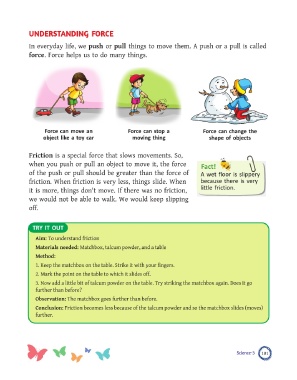 UNDERSTANDING FORCE
In everyday life, we push or pull things to move them. A push or a pull is called
force. Force helps us to do many things.
Force can move an
object like a toy car
Force can stop a
moving thing
Force can change the
shape of objects
Friction is a special force that slows movements. So,
when you push or pull an object to move it, the force
of the push or pull should be greater than the force of
friction. When friction is very less, things slide. When
it is more, things don't move. If there was no friction,
we would not be able to walk. We would keep slipping
off.
Fact!
A wet floor is slippery
because there is very
little friction.
TRY IT OUT
Aim: To understand friction
Materials needed: Matchbox, talcum powder, and a table
Method:
1. Keep the matchbox on the table. Strike it with your fingers.
2. Mark the point on the table to which it slides off.
3. Now add a little bit of talcum powder on the table. Try striking the matchbox again. Does it go
further than before?
Observation: The matchbox goes further than before.
Conclusion: Friction becomes less because of the talcum powder and so the matchbox slides (moves)
further.
Science 5